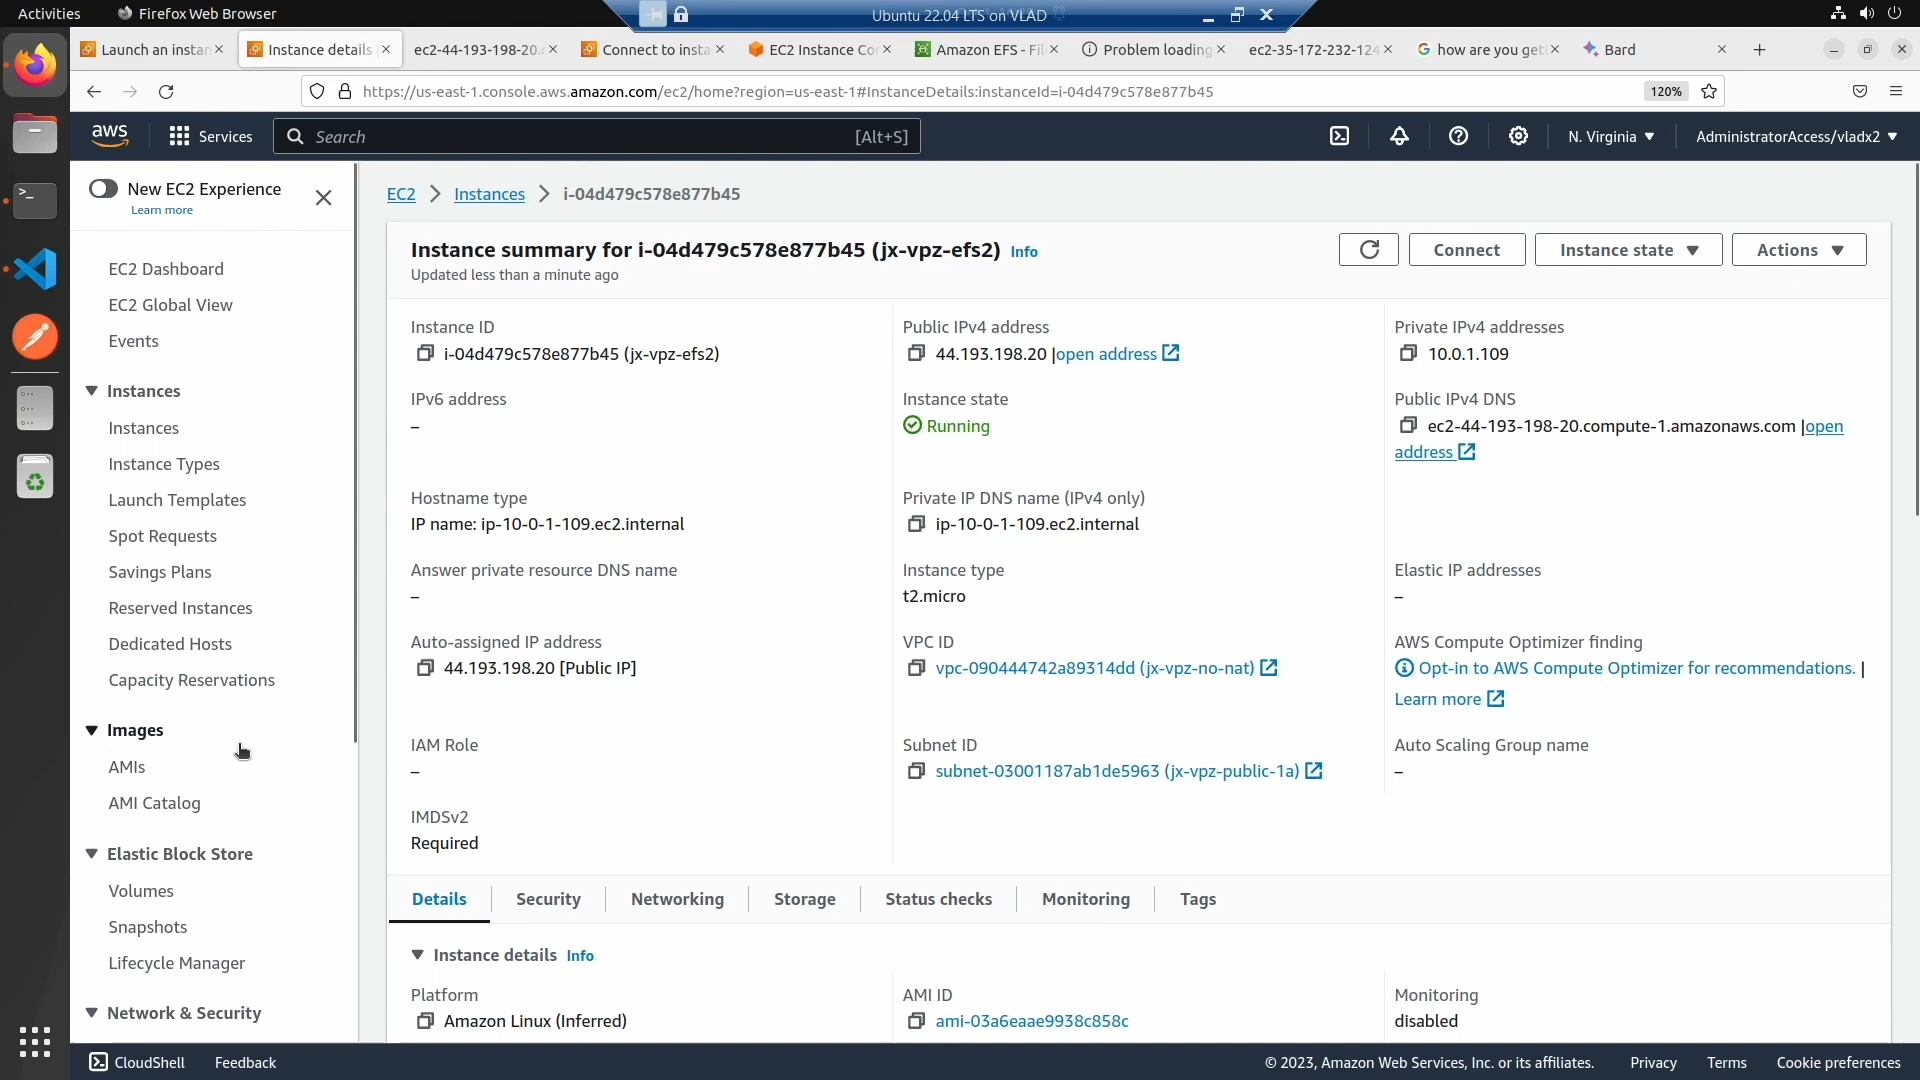 Activities
Firefox Web Browser
Ubuntu 22.04 LTS on VLAD
Launch an instan
Instance details
ec2-44-193-198-20.c
Connect to insta
EC2 Instance Con
Amazon EFS - Fil
Problem loading
ec2-35-172-232-124
how are you gett
Bard
https://us-east-1.console.aws.amazon.com/ec2/home?region=us-east-1#InstanceDetails:instanceId=i-04d479c578e877b45
120%
aws
Services
Search
[Alt+S]
N. Virginia
AdministratorAccess/vladx2
New EC2 Experience
Learn more
EC2 Dashboard
EC2 Global View
Events
Instances
Instances
Instance Types
Launch Templates
Spot Requests
Savings Plans
Reserved Instances
Dedicated Hosts
Capacity Reservations
Images
AMIs
AMI Catalog
Elastic Block Store
Volumes
Snapshots
Lifecycle Manager
Network & Security
EC2 > Instances > i-04d479c578e877b45
Instance summary for i-04d479c578e877b45 (jx-vpz-efs2) Info
Updated less than a minute ago
Connect
Instance state
Actions
Instance ID
i-04d479c578e877b45 (jx-vpz-efs2)
Public IPv4 address
44.193.198.20 |open address
Private IPv4 addresses
10.0.1.109
IPv6 address
–
Instance state
Running
Public IPv4 DNS
ec2-44-193-198-20.compute-1.amazonaws.com |open
address
Hostname type
IP name: ip-10-0-1-109.ec2.internal
Private IP DNS name (IPv4 only)
ip-10-0-1-109.ec2.internal
Answer private resource DNS name
–
Instance type
t2.micro
Elastic IP addresses
–
Auto-assigned IP address
44.193.198.20 [Public IP]
VPC ID
vpc-090444742a89314dd (jx-vpz-no-nat)
AWS Compute Optimizer finding
Opt-in to AWS Compute Optimizer for recommendations. |
Learn more
IAM Role
–
Subnet ID
subnet-03001187ab1de5963 (jx-vpz-public-1a)
Auto Scaling Group name
–
IMDSv2
Required
Details
Security
Networking
Storage
Status checks
Monitoring
Tags
Instance details Info
Platform
Amazon Linux (Inferred)
AMI ID
ami-03a6eaae9938c858c
Monitoring
disabled
CloudShell
Feedback
© 2023, Amazon Web Services, Inc. or its affiliates.
Privacy
Terms
Cookie preferences